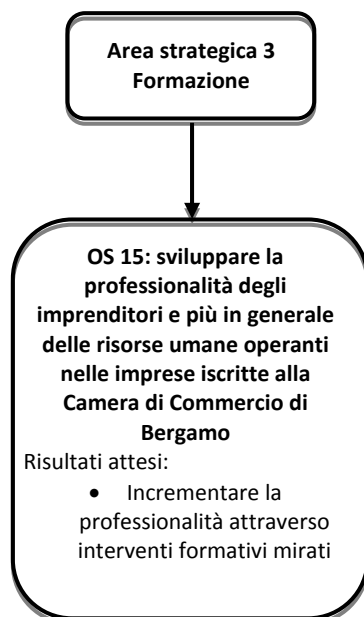 Area strategica 3
Formazione
OS 15: sviluppare la
professionalità degli
imprenditori e più in generale
delle risorse umane operanti
nelle imprese iscritte alla
Camera di Commercio di
Bergamo
Risultati attesi:
• Incrementare la
professionalità attraverso
interventi formativi mirati